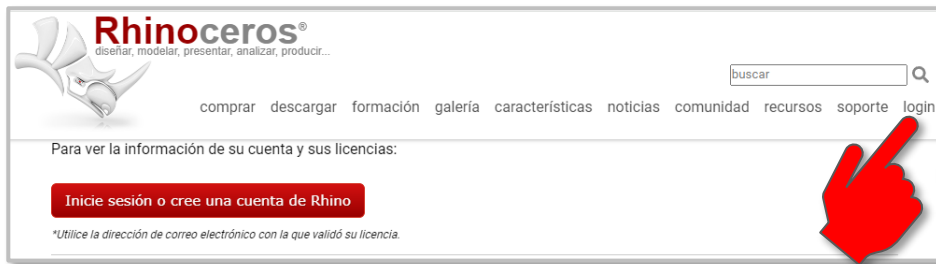 Rhinoceros®
diseñar, modelar, presentar, analizar, producir...
buscar
comprar descargar formación galería características noticias comunidad recursos soporte login
Para ver la información de su cuenta y sus licencias:
Inicie sesión o cree una cuenta de Rhino
*Utilice la dirección de correo electrónico con la que validó su licencia.